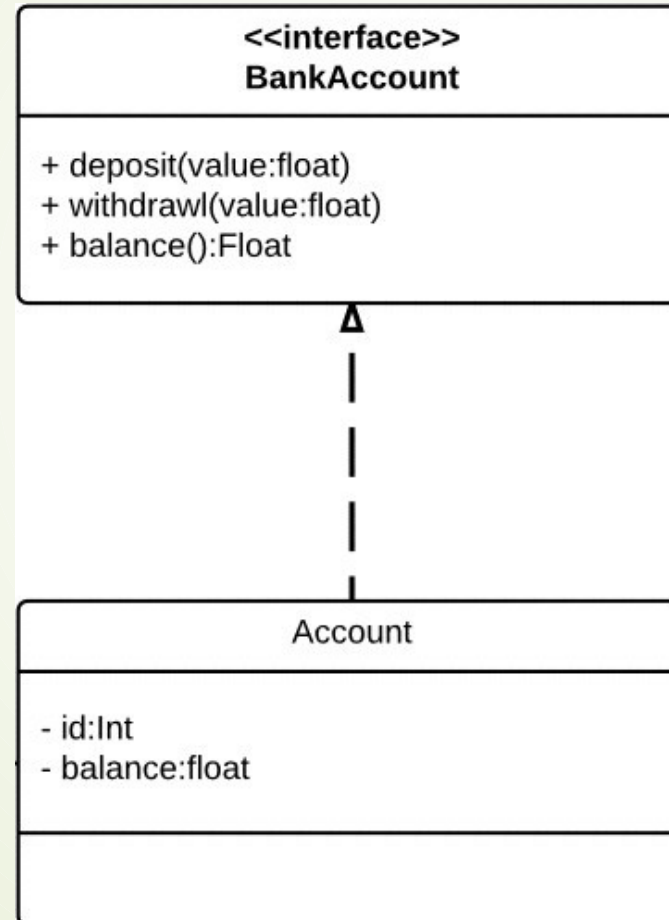 <<interface>>
BankAccount
+ deposit(value:float)
+ withdrawl(value:float)
+ balance():Float
Account
- id:Int
- balance:float